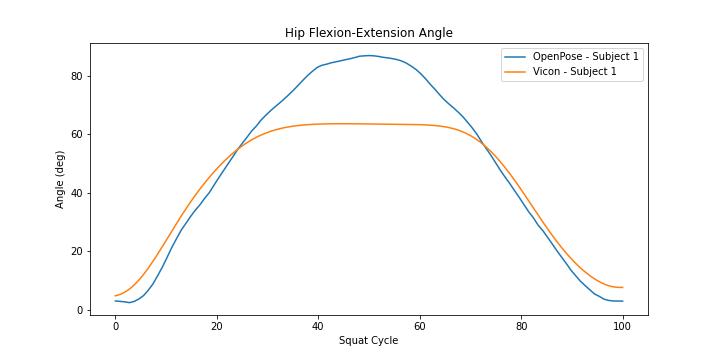 Hip Flexion-Extension Angle
OpenPose - Subject 1
Vicon - Subject 1
Angle (deg)
80
60
40
20
0
0 20 40 60 80 100
Squat Cycle